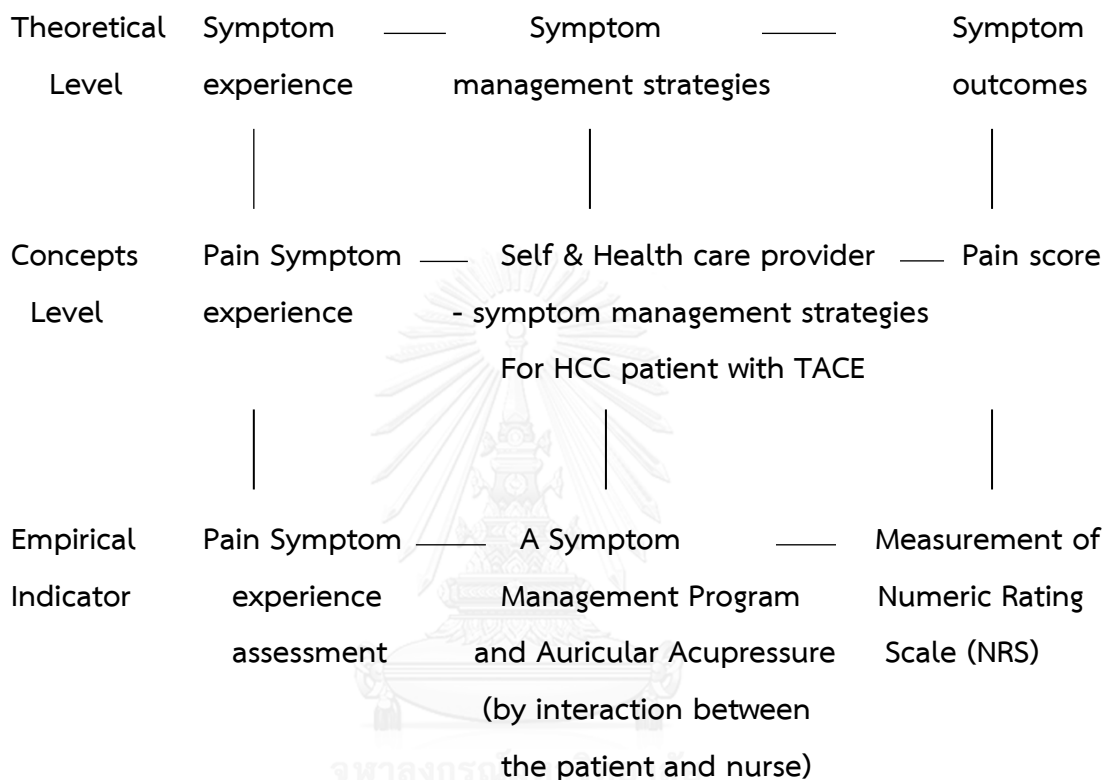 Theoretical Symptom — Symptom — Symptom
Level experience management strategies outcomes
Concepts Pain Symptom — Self & Health care provider — Pain score
Level experience - symptom management strategies
For HCC patient with TACE
Empirical Pain Symptom — A Symptom — Measurement of
Indicator experience Management Program Numeric Rating
assessment and Auricular Acupressure Scale (NRS)
(by interaction between
the patient and nurse)